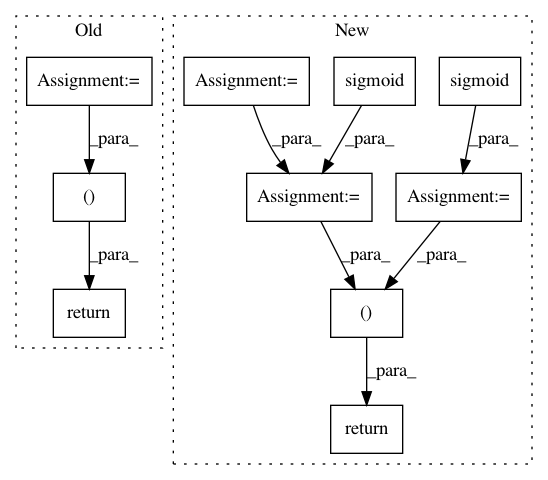 Old
Assignment:=
_para_
()
_para_
return
New
Assignment:=
sigmoid
sigmoid
_para_
_para_
_para_
Assignment:=
Assignment:=
_para_
_para_
()
_para_
return